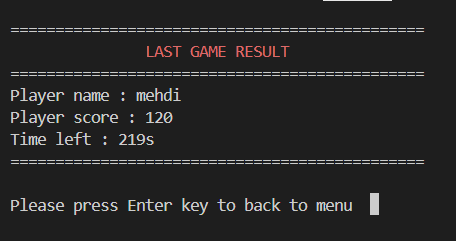 ==============================================
LAST GAME RESULT
==============================================
Player name : mehdi
Player score : 120
Time left : 219s
==============================================
Please press Enter key to back to menu